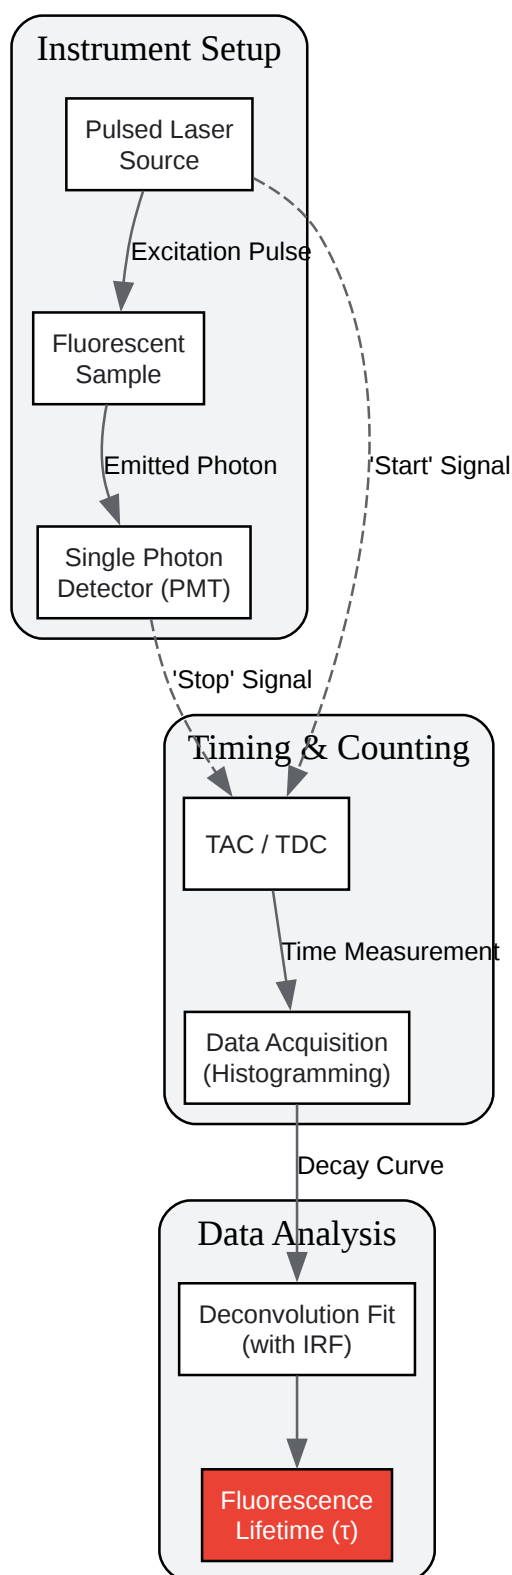 Instrument Setup
Pulsed Laser
Source
Excitation Pulse
Fluorescent
Sample
Emitted Photon
'Start' Signal
Single Photon
Detector (PMT)
'Stop' Signal
Timing & Counting
TAC / TDC
Time Measurement
Data Acquisition
(Histogramming)
Decay Curve
Data Analysis
Deconvolution Fit
(with IRF)
Fluorescence
Lifetime (τ)